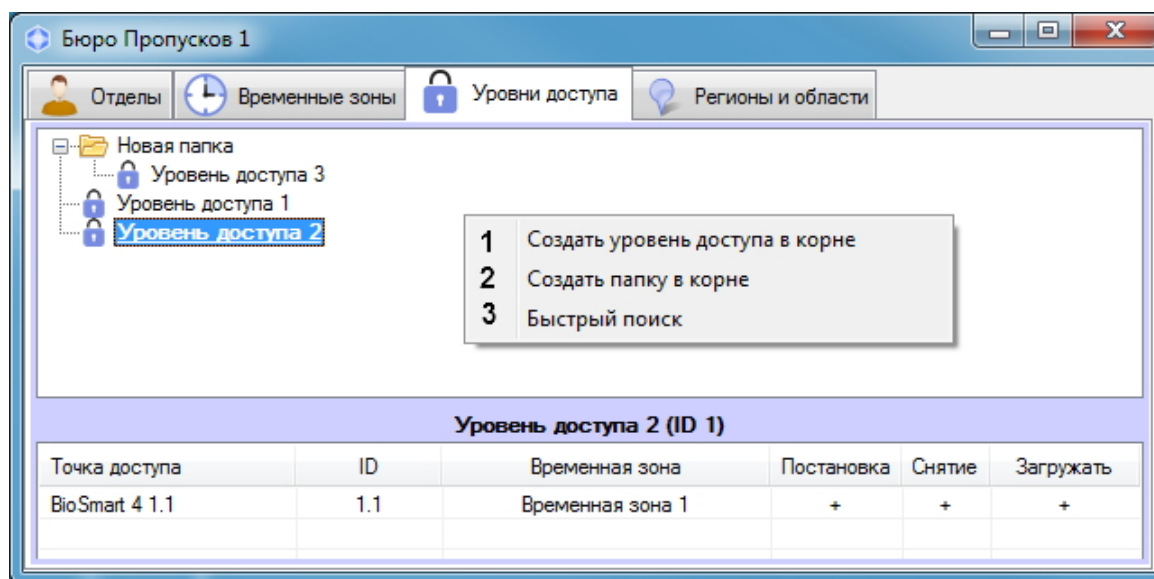 Бюро Пропусков 1
Отделы Временные зоны Уровни доступа Регионы и области
Новая папка
Уровень доступа 3
Уровень доступа 1
Уровень доступа 2
1 Создать уровень доступа в корне
2 Создать папку в корне
3 Быстрый поиск
Уровень доступа 2 (ID 1)
Точка доступа ID Временная зона Постановка Снятие Загружать
BioSmart 4 1.1 1.1 Временная зона 1 + + +